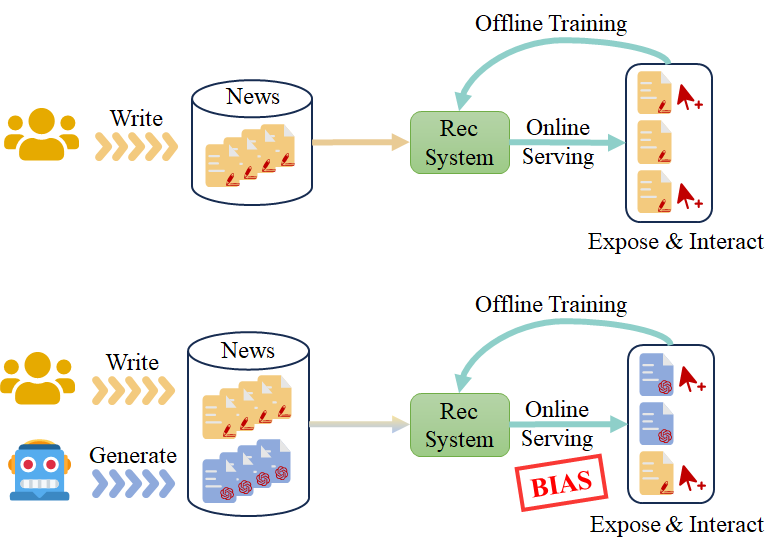 Offline Training
Write
News
Rec
System
Online
Serving
Expose & Interact
Offline Training
Write
News
Generate
Rec
System
Online
Serving
BIAS
Expose & Interact